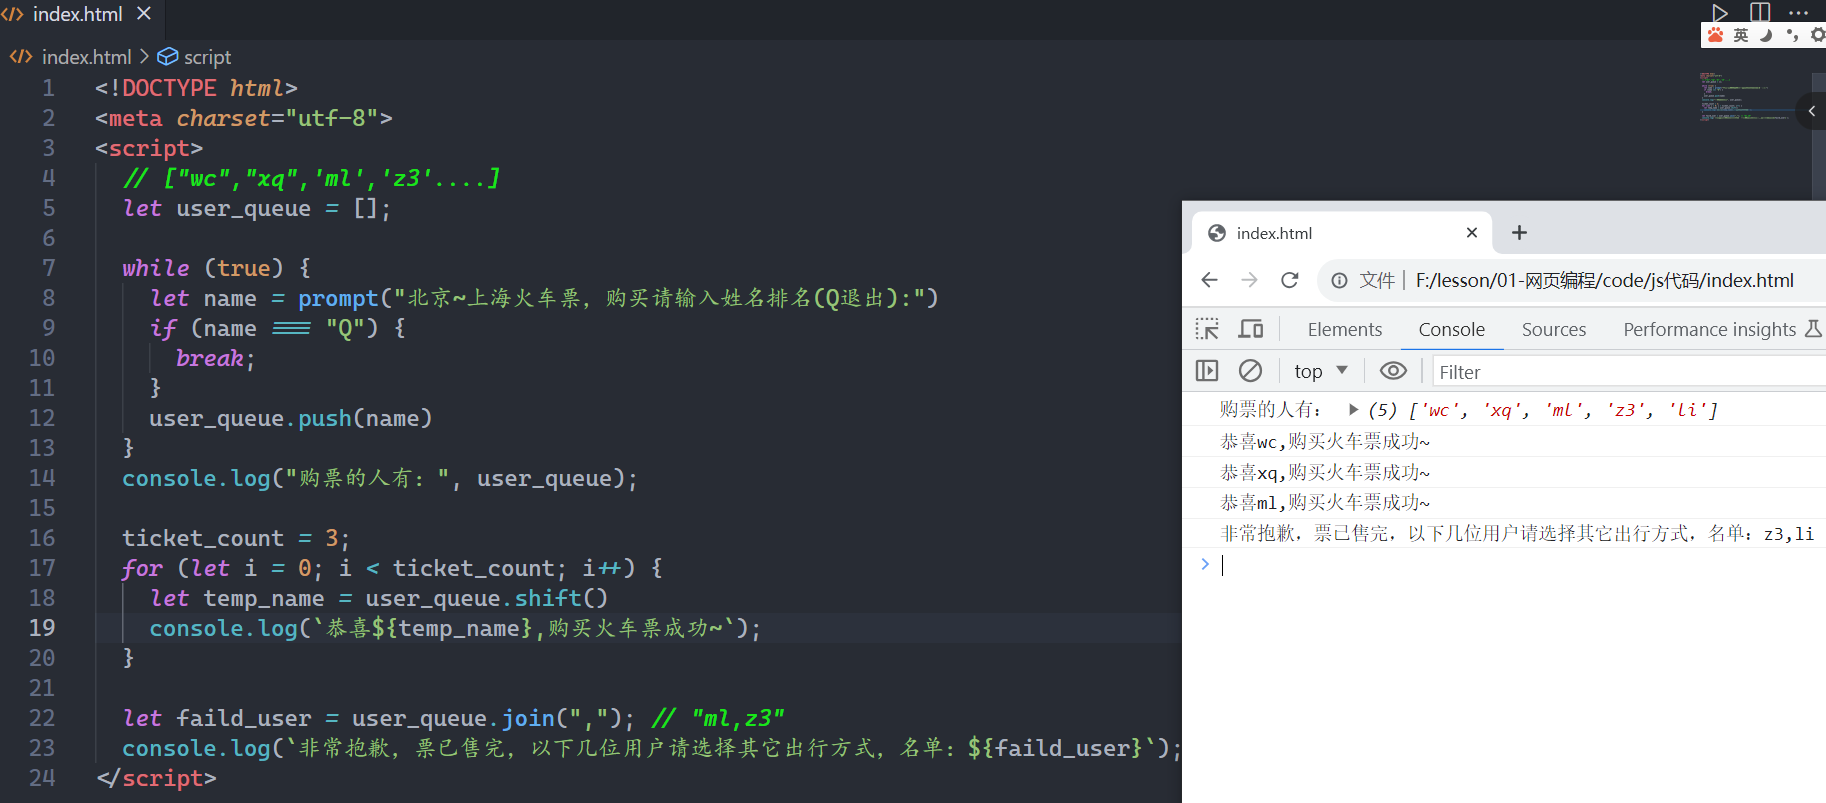 index.html
index.html > script
英
1 <!DOCTYPE html>
2 <meta charset="utf-8">
3 <script>
4 // ["wc","xq",'ml','z3'....]
5 let user_queue = [];
6
7 while (true) {
8 let name = prompt("北京~上海火车票，购买请输入姓名排名(Q退出):")
9 if (name === "Q") {
10 break;
11 }
12 user_queue.push(name)
13 }
14 console.log("购票的人有: ", user_queue);
15
16 ticket_count = 3;
17 for (let i = 0; i < ticket_count; i++) {
18 let temp_name = user_queue.shift()
19 console.log(`恭喜${temp_name},购买火车票成功~`);
20 }
21
22 let faild_user = user_queue.join(","); // "ml,z3"
23 console.log(`非常抱歉，票已售完，以下几位用户请选择其它出行方式，名单: ${faild_user}`);
24 </script>
index.html
文件 | F:/lesson/01-网页编程/code/js代码/index.html
Elements Console Sources Performance insights
top Filter
购票的人有: (5) ['wc', 'xq', 'ml', 'z3', 'li']
恭喜wc,购买火车票成功~
恭喜xq,购买火车票成功~
恭喜ml,购买火车票成功~
非常抱歉，票已售完，以下几位用户请选择其它出行方式，名单: z3,li